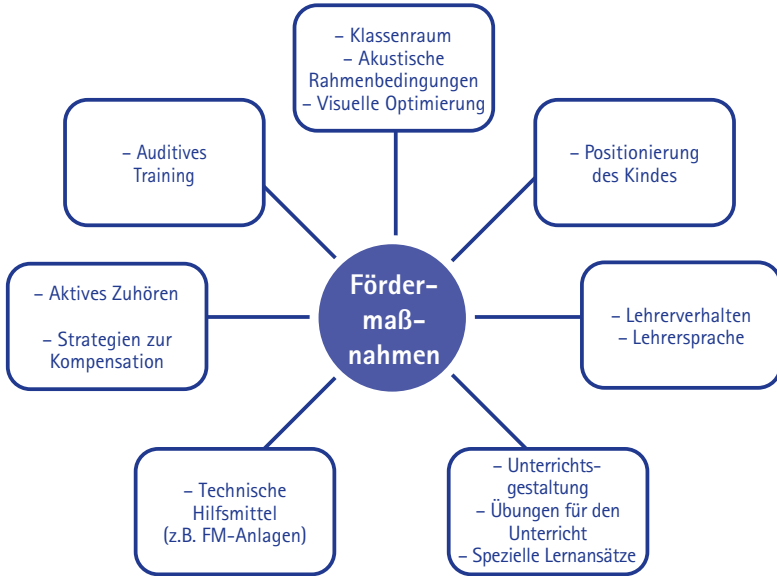 – Klassenraum
– Akustische
Rahmenbedingungen
– Visuelle Optimierung
– Auditives
Training
– Positionierung
des Kindes
– Aktives Zuhören
– Strategien zur
Kompensation
Förder-
maß-
nahmen
– Lehrerverhalten
– Lehrersprache
– Technische
Hilfsmittel
(z.B. FM-Anlagen)
– Unterrichts-
gestaltung
– Übungen für den
Unterricht
– Spezielle Lernansätze